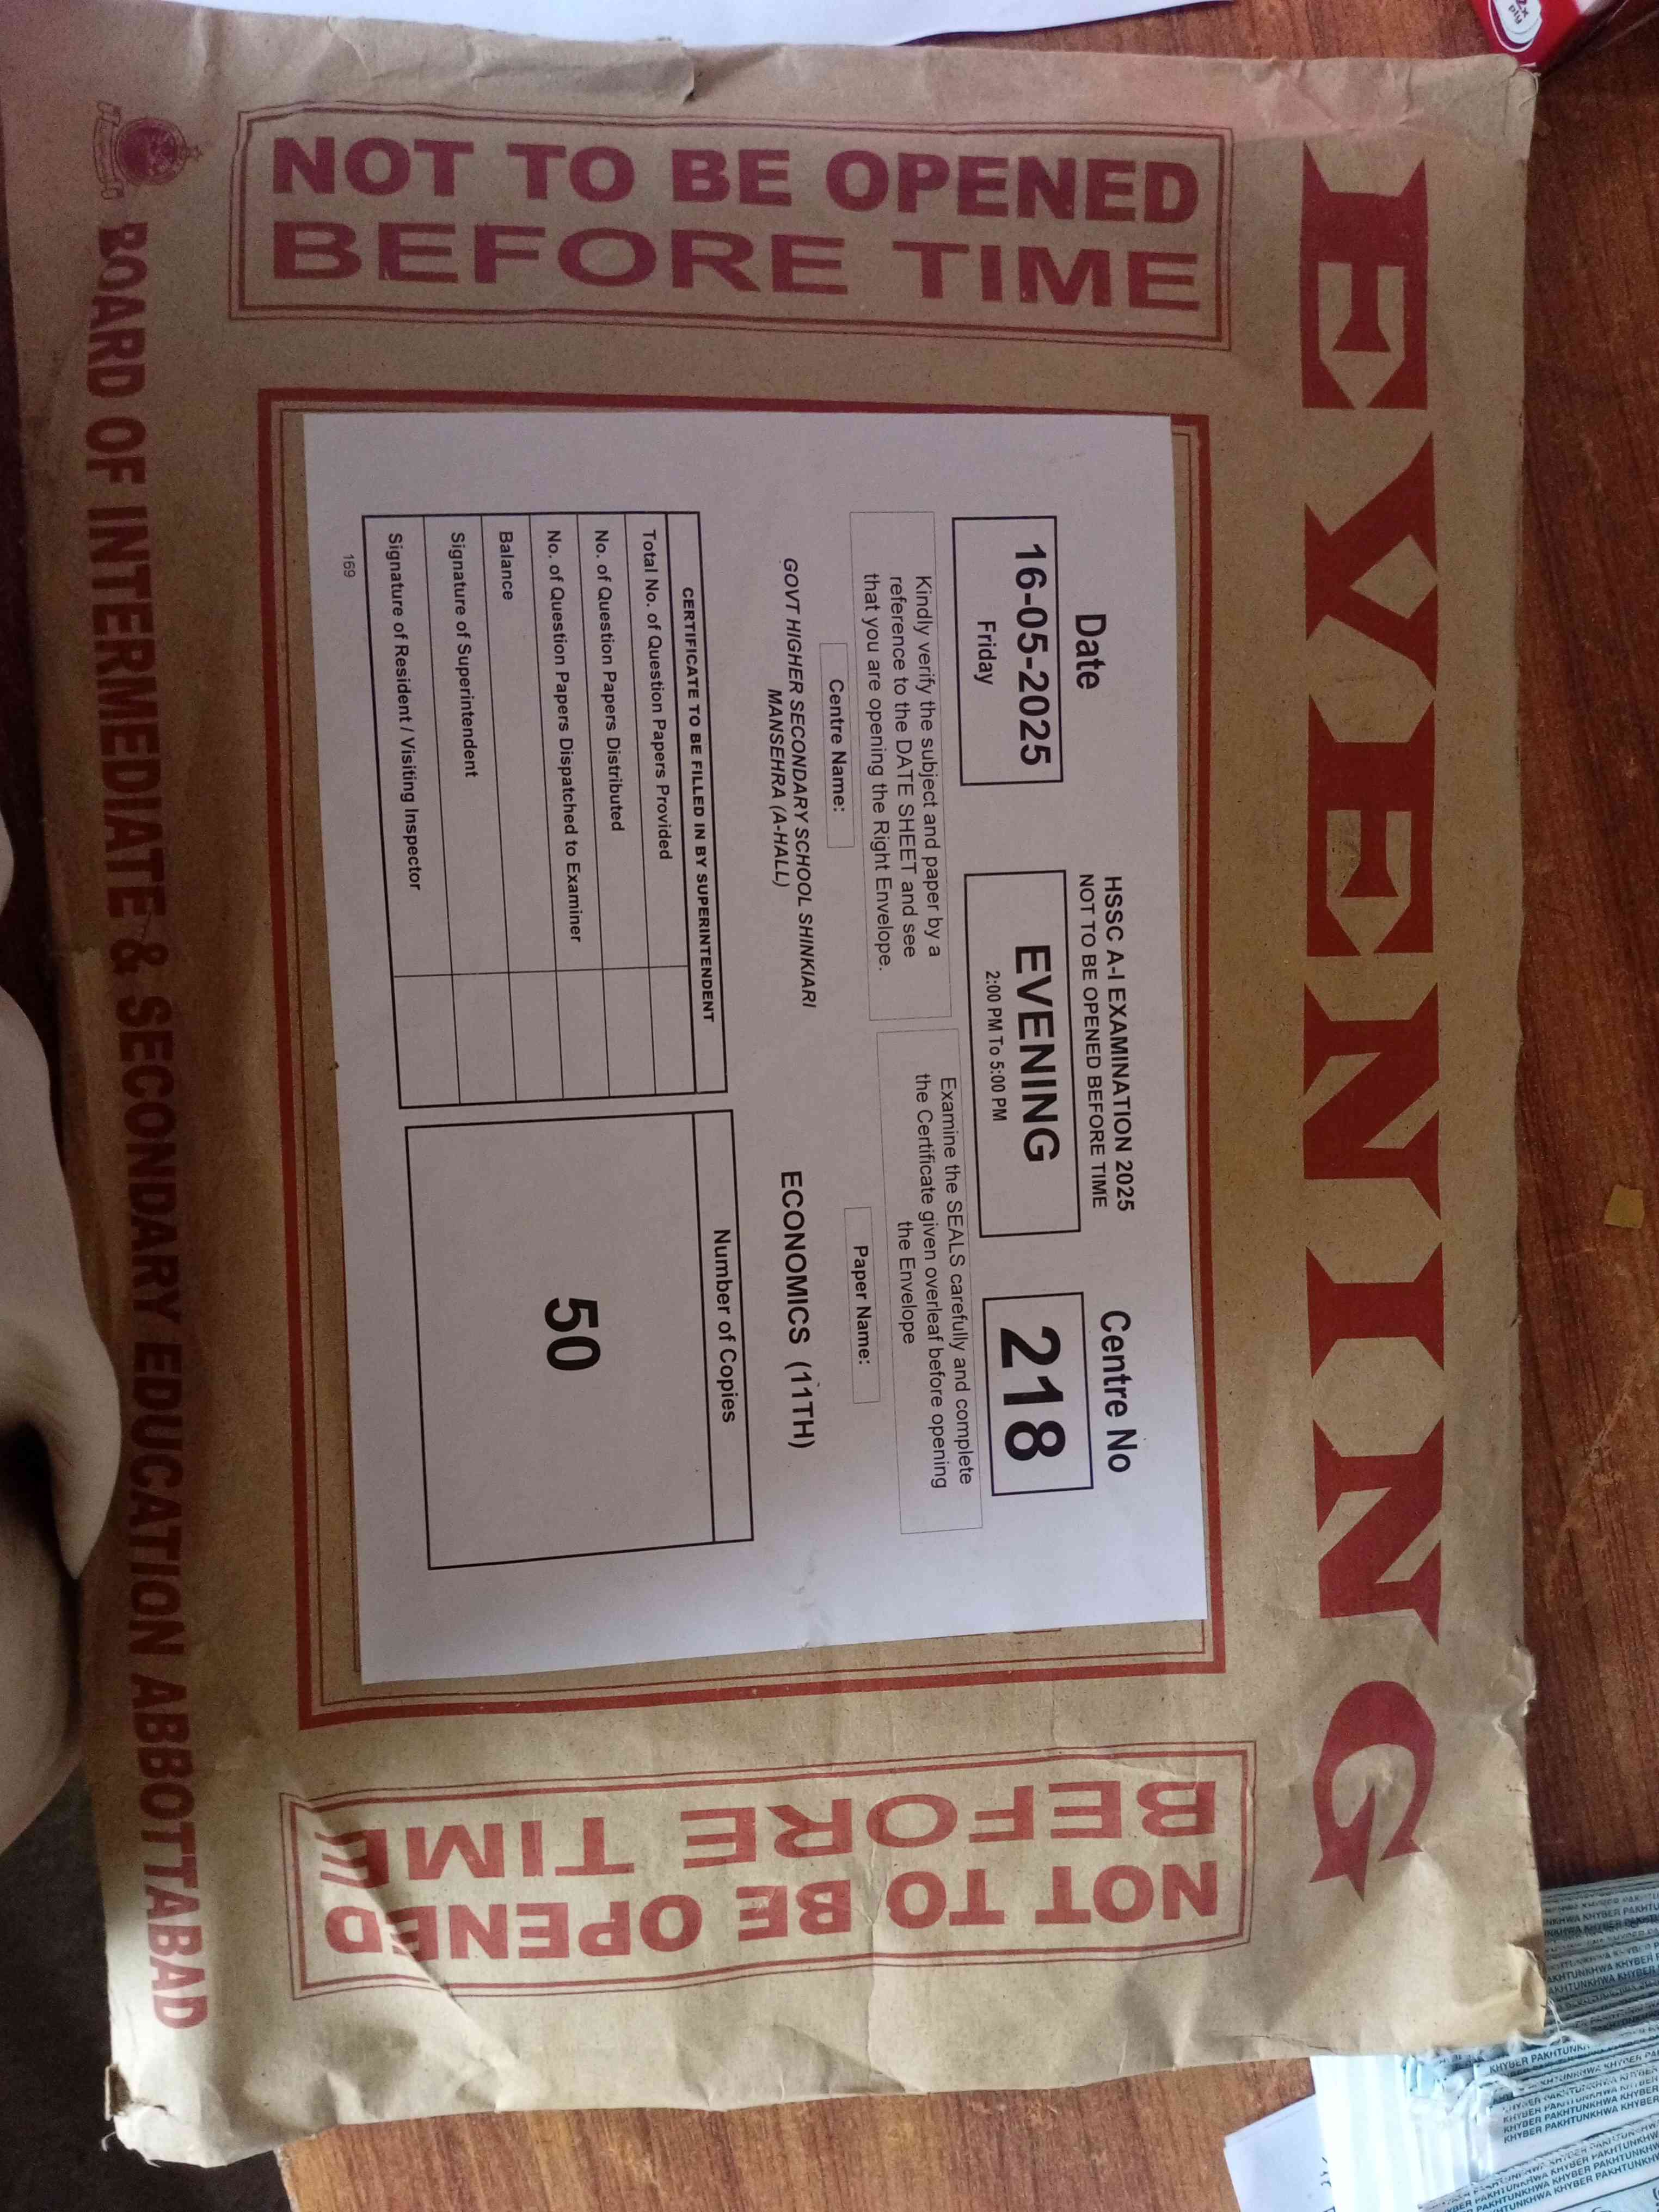 EVENING
NOT TO BE OPENED
BEFORE TIME
HSSC A-I EXAMINATION 2025
NOT TO BE OPENED BEFORE TIME
Date
16-05-2025
Friday
EVENING
2:00 PM To 5:00 PM
Centre No
218
Kindly verify the subject and paper by a
reference to the DATE SHEET and see
that you are opening the Right Envelope.
Examine the SEALS carefully and complete
the Certificate given overleaf before opening
the Envelope
Centre Name:
GOVT HIGHER SECONDARY SCHOOL SHINKIARI
MANSEHRA (A-HALL)
Paper Name:
ECONOMICS (11TH)
CERTIFICATE TO BE FILLED IN BY SUPERINTENDENT
Total No. of Question Papers Provided
No. of Question Papers Distributed
No. of Question Papers Dispatched to Examiner
Balance
Signature of Superintendent
Signature of Resident / Visiting Inspector
Number of Copies
50
169
NOT TO BE OPENED
BEFORE TIME
BOARD OF INTERMEDIATE & SECONDARY EDUCATION ABBOTTABAD
KHYBER PAKHTUNKHWA KHYBER
KHYBER PAKHTUNKHWA KHYBER